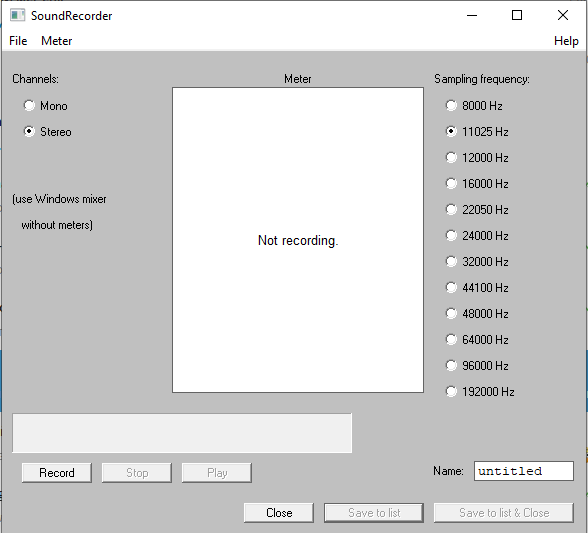 SoundRecorder
File Meter Help
Channels:
Mono
Stereo
(use Windows mixer
without meters)
Meter
Not recording.
Sampling frequency:
8000 Hz
11025 Hz
12000 Hz
16000 Hz
22050 Hz
24000 Hz
32000 Hz
44100 Hz
48000 Hz
64000 Hz
96000 Hz
192000 Hz
Record Stop Play
Name: untitled
Close Save to list Save to list & Close